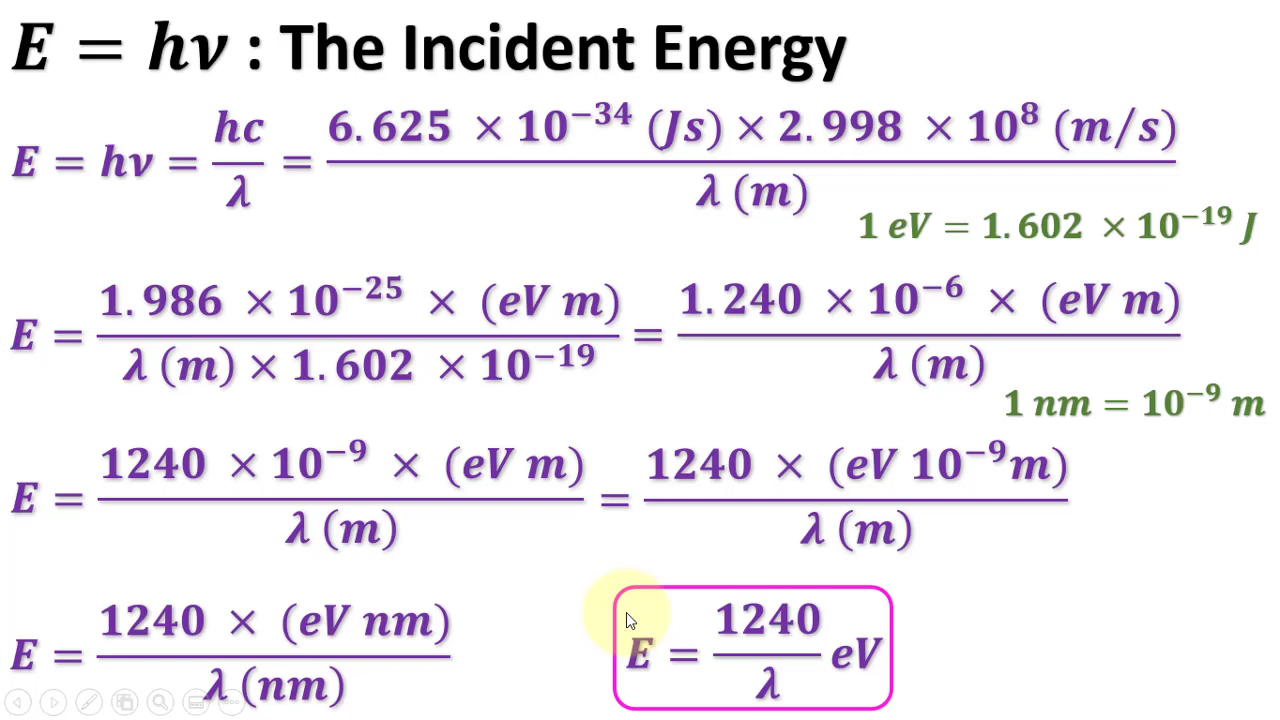 E = hν : The Incident Energy
E = hν = hc/λ = 6.625 × 10⁻³⁴ (Js) × 2.998 × 10⁸ (m/s) / λ (m)
1 eV = 1.602 × 10⁻¹⁹ J
E = 1.986 × 10⁻²⁵ × (eV m) / λ (m) × 1.602 × 10⁻¹⁹ = 1.240 × 10⁻⁶ × (eV m) / λ (m)
1 nm = 10⁻⁹ m
E = 1240 × 10⁻⁹ × (eV m) / λ (m) = 1240 × (eV 10⁻⁹m) / λ (m)
E = 1240 × (eV nm) / λ (nm)
E = 1240/λ eV